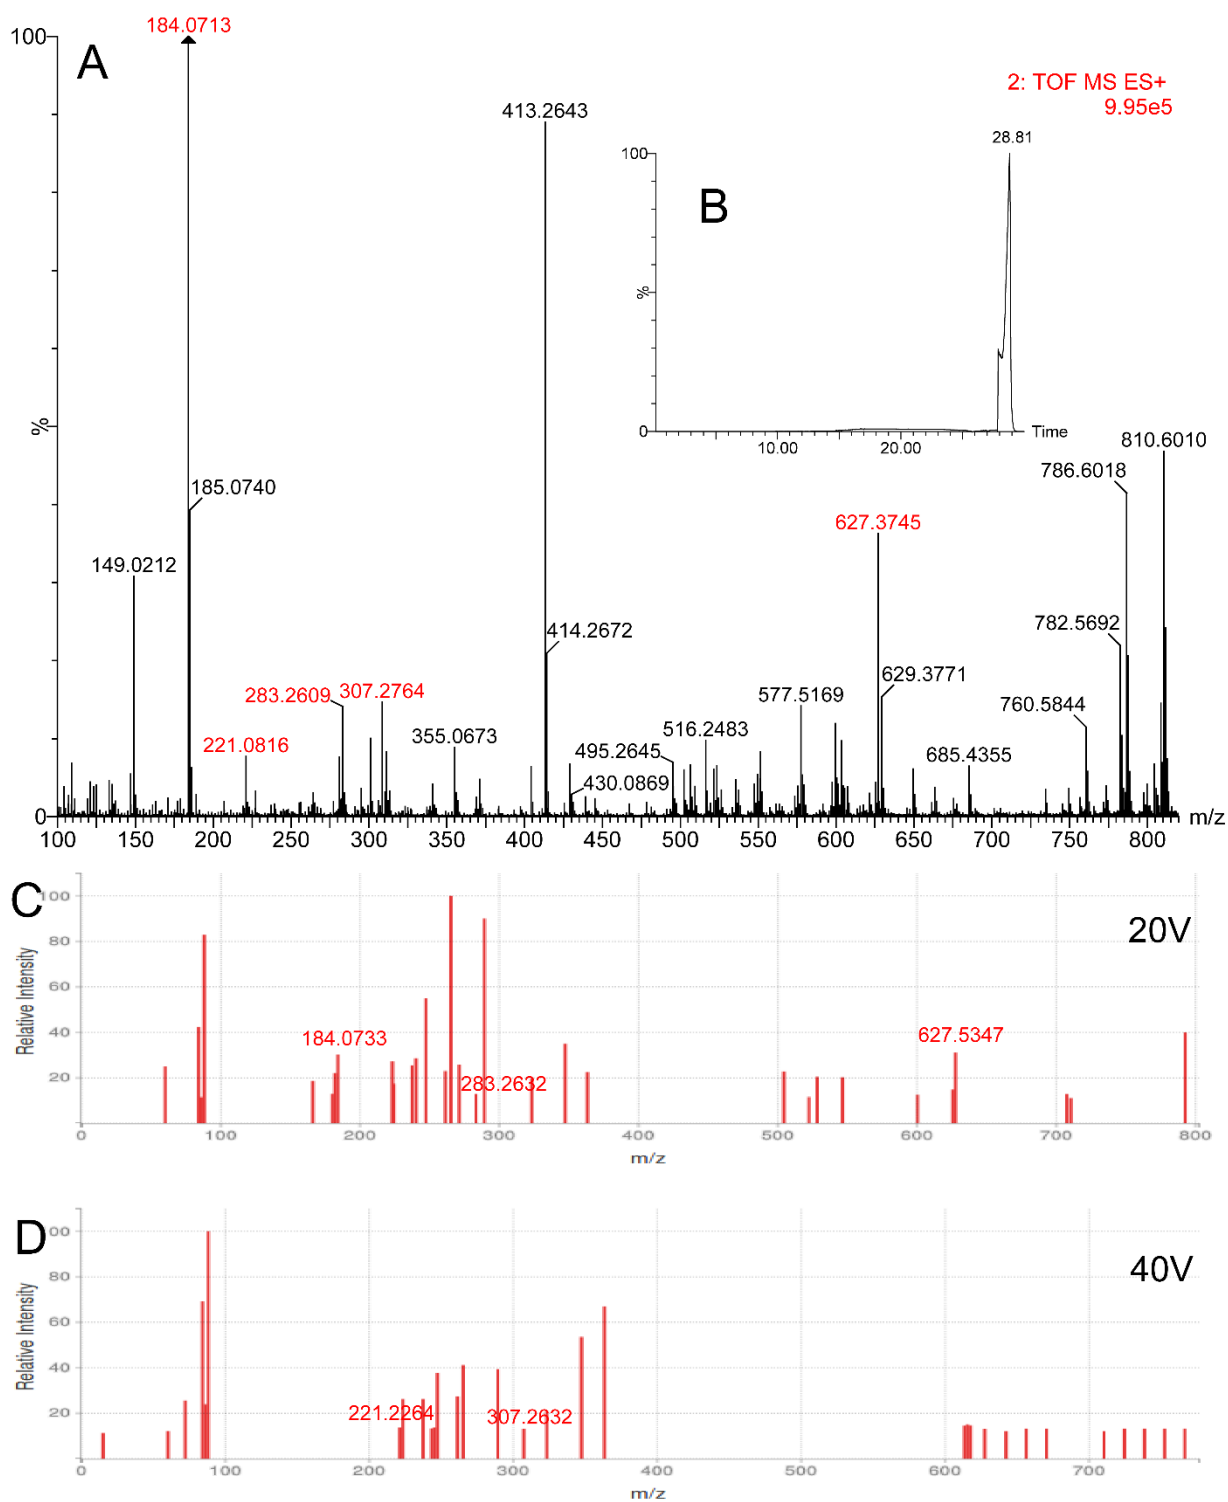 184.0713
100
A
2: TOF MS ES+
9.95e5
413.2643
28.81
100
B
%
0
10.00
20.00
Time
810.6010
786.6018
185.0740
%
627.3745
149.0212
782.5692
414.2672
629.3771
283.2609
307.2764
577.5169
760.5844
221.0816
355.0673
516.2483
495.2645
685.4355
430.0869
0
100 150 200 250 300 350 400 450 500 550 600 650 700 750 800 m/z
C
20V
Relative Intensity
100
80
60
40
20
184.0733
283.2632
627.5347
0 100 200 300 400 500 600 700 800
m/z
D
40V
Relative Intensity
00
80
60
40
20
221.2264
307.2632
0 100 200 300 400 500 600 700
m/z